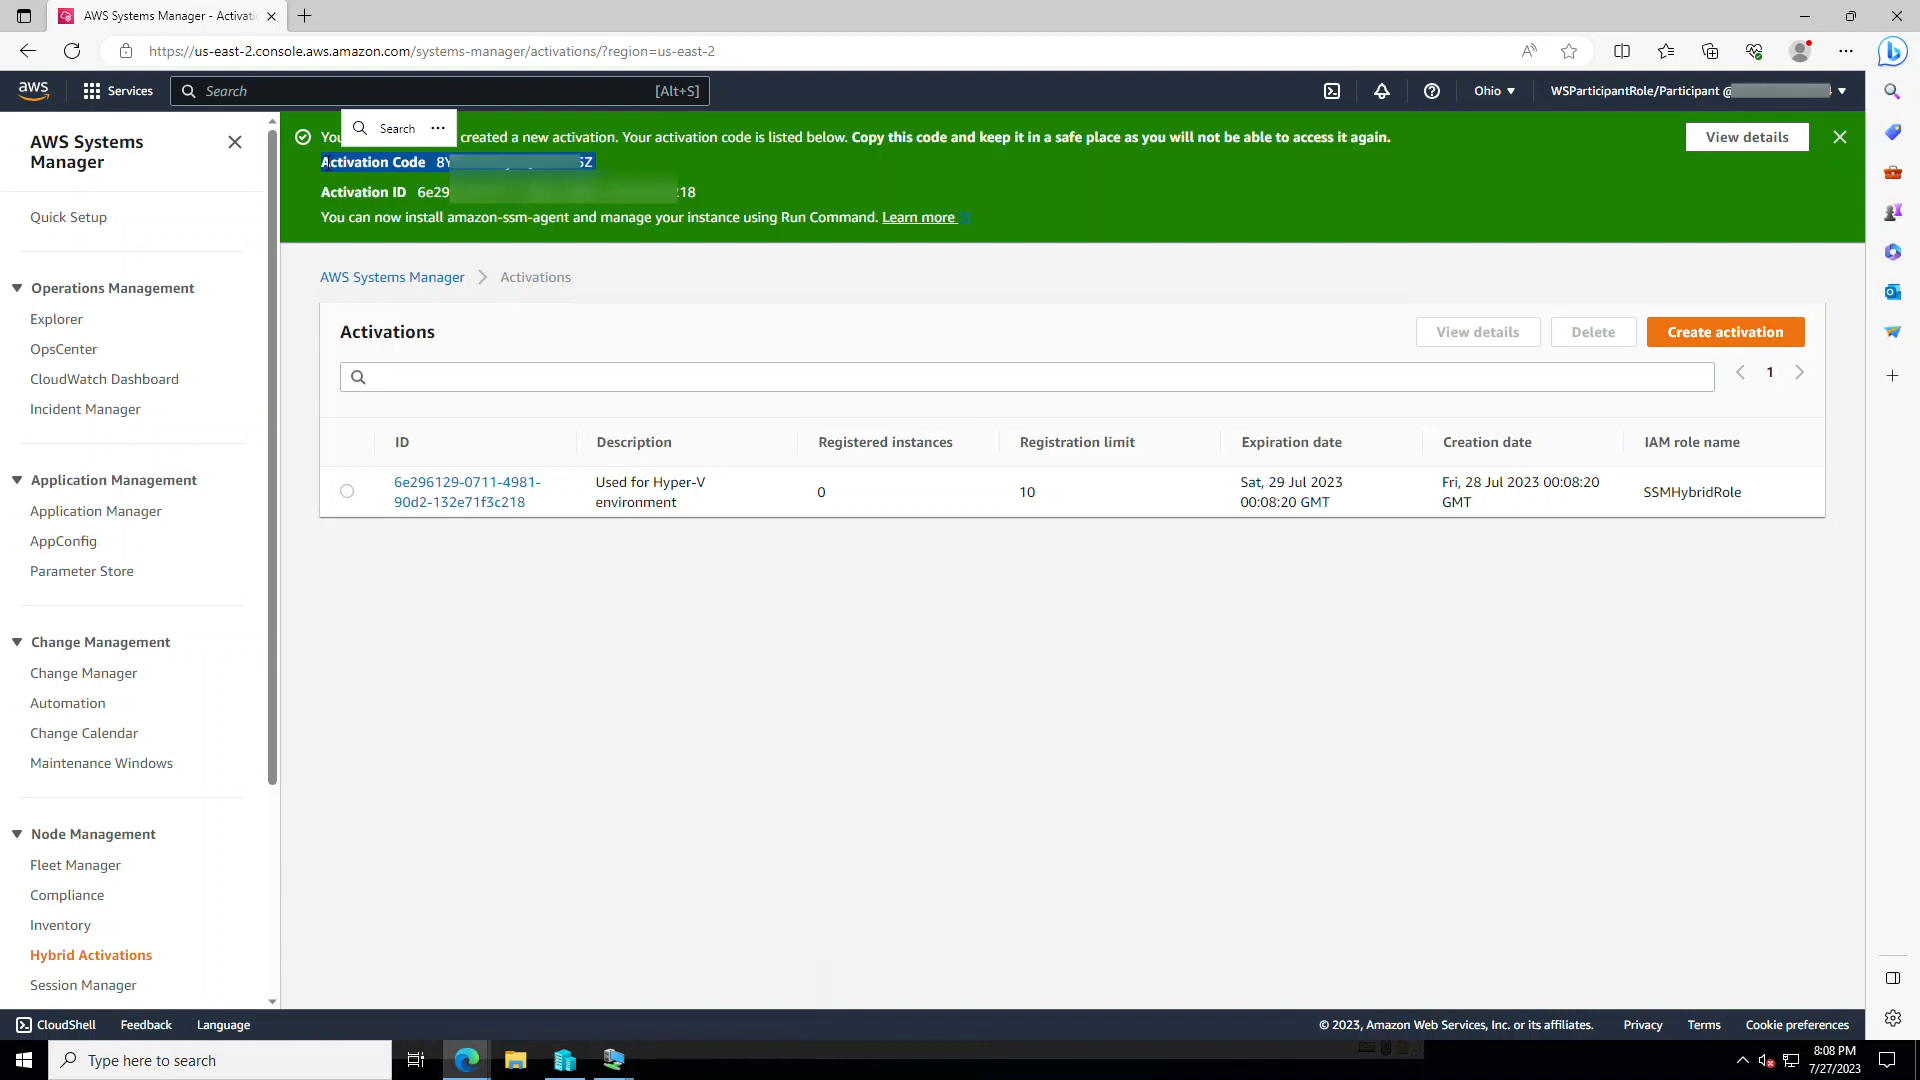 AWS Systems Manager - Activati
https://us-east-2.console.aws.amazon.com/systems-manager/activations/?region=us-east-2
aws
Services
Search
[Alt+S]
Ohio
WSParticipantRole/Participant @
AWS Systems
Manager
Quick Setup
Operations Management
Explorer
OpsCenter
CloudWatch Dashboard
Incident Manager
Application Management
Application Manager
AppConfig
Parameter Store
Change Management
Change Manager
Automation
Change Calendar
Maintenance Windows
Node Management
Fleet Manager
Compliance
Inventory
Hybrid Activations
Session Manager
Search
created a new activation. Your activation code is listed below. Copy this code and keep it in a safe place as you will not be able to access it again.
View details
Activation Code 8Y
Activation ID 6e29 18
You can now install amazon-ssm-agent and manage your instance using Run Command. Learn more
AWS Systems Manager > Activations
Activations
View details
Delete
Create activation
1
ID
Description
Registered instances
Registration limit
Expiration date
Creation date
IAM role name
6e296129-0711-4981-
90d2-132e71f3c218
Used for Hyper-V
environment
0
10
Sat, 29 Jul 2023
00:08:20 GMT
Fri, 28 Jul 2023 00:08:20
GMT
SSMHybridRole
CloudShell
Feedback
Language
© 2023, Amazon Web Services, Inc. or its affiliates.
Privacy
Terms
Cookie preferences
Type here to search
8:08 PM
7/27/2023